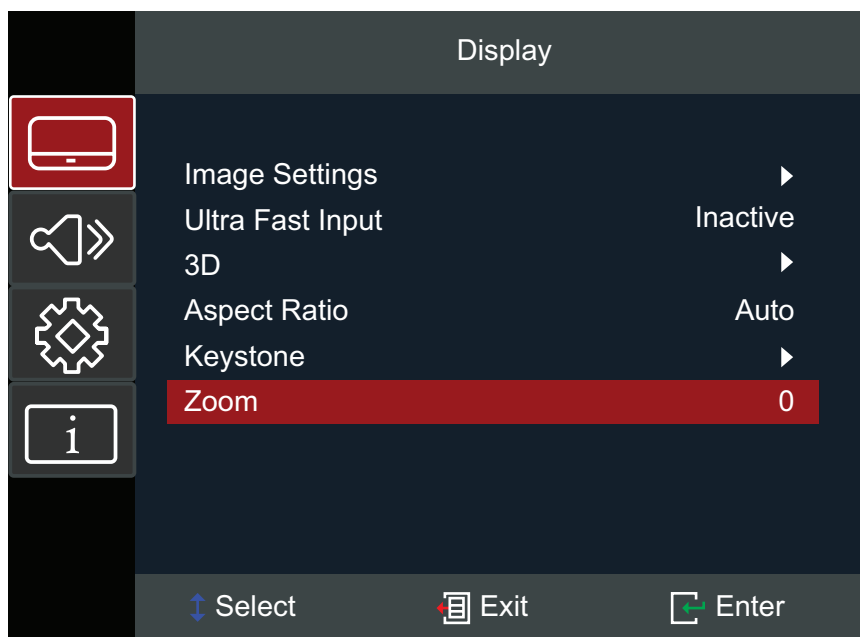 Display
Image Settings
Ultra Fast Input Inactive
3D
Aspect Ratio Auto
Keystone
Zoom 0
i
Select Exit Enter